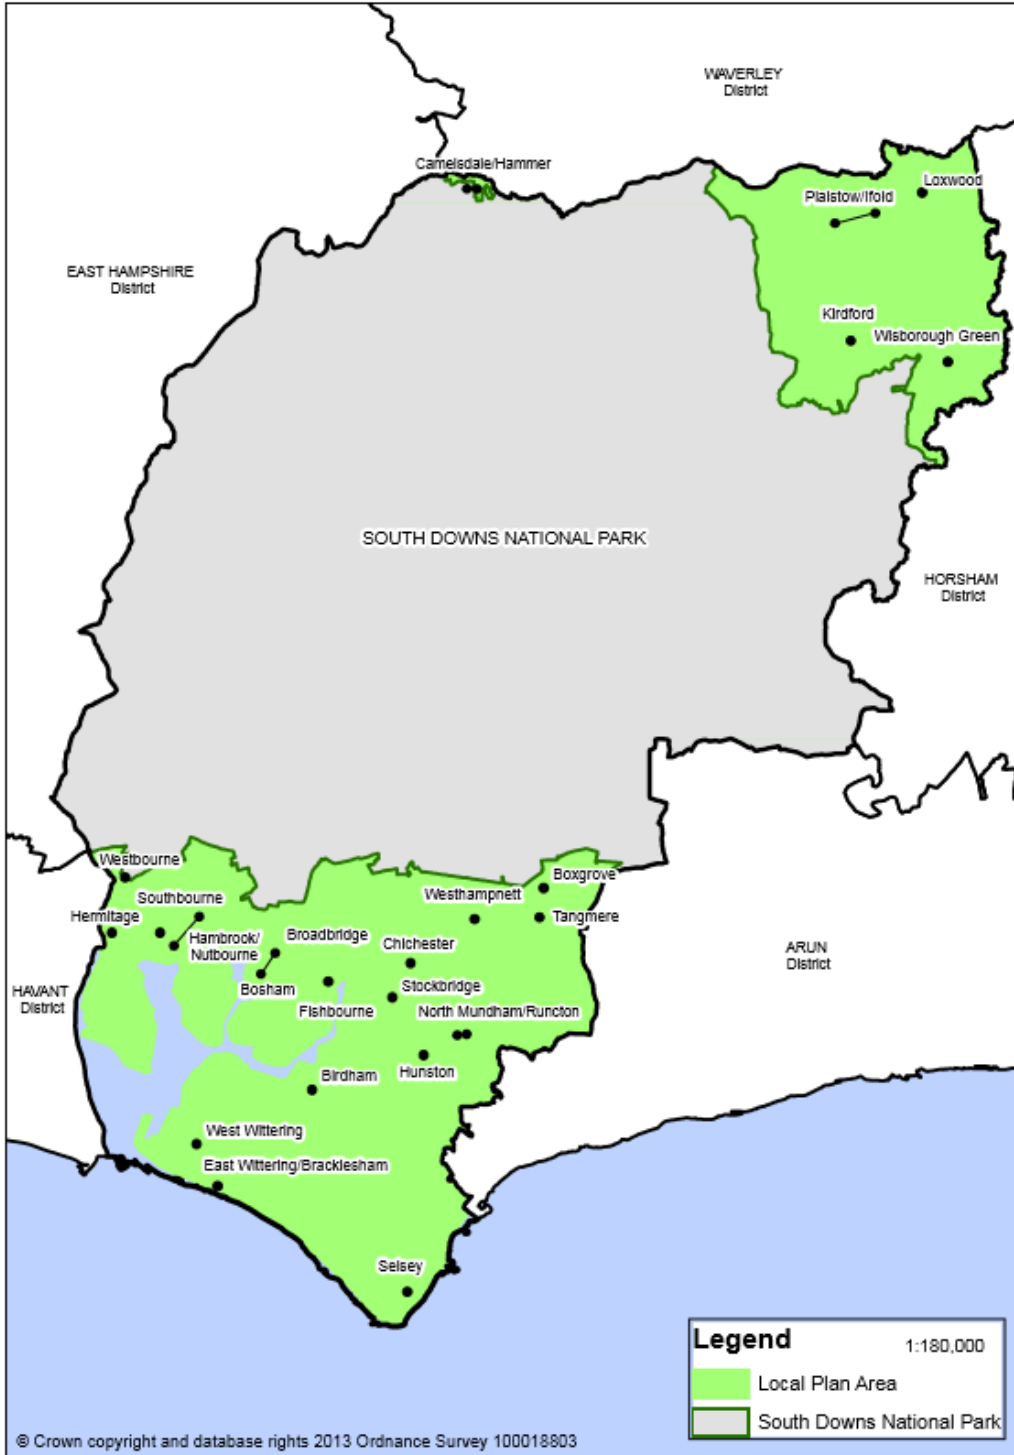 WAVERLEY
District
Camelsdale/Hammer
Loxwood
Plaistow/Ifold
EAST HAMPSHIRE
District
Kirdford
Wisborough Green
SOUTH DOWNS NATIONAL PARK
HORSHAM
District
Westbourne
Boxgrove
Southbourne
Westhampnett
Hermitage
Tangmere
Hambrook/
Nutbourne
Broadbridge
Chichester
ARUN
District
Bosham
Stockbridge
HAVANT
District
Fishbourne
North Mundham/Runcton
Hunston
Birdham
West Wittering
East Wittering/Bracklesham
Selsey
Legend
1:180,000
Local Plan Area
South Downs National Park
© Crown copyright and database rights 2013 Ordnance Survey 100018803